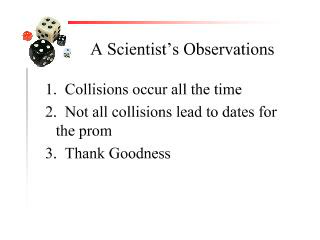 A Scientist's Observations
1. Collisions occur all the time
2. Not all collisions lead to dates for
the prom
3. Thank Goodness